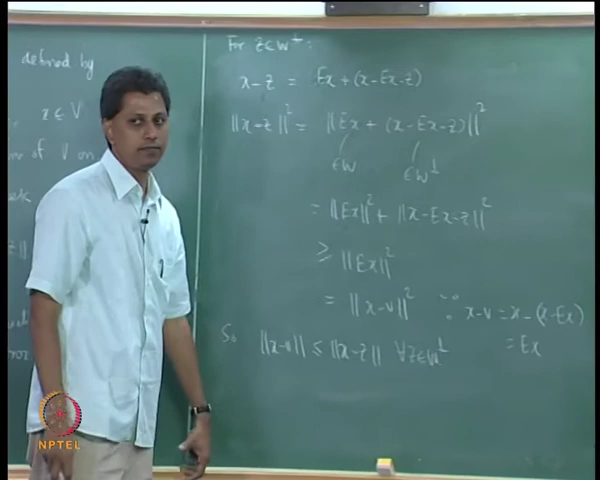 defined by
x ∈ V
of V on
For z ∈ W⊥ :
x − z = Ex + (x − Ex − z)
‖x − z‖² = ‖Ex + (x − Ex − z)‖²
∈ W ∈ W⊥
= ‖Ex‖² + ‖x − Ex − z‖²
≥ ‖Ex‖²
= ‖x − u‖² ∵ x − u = x − (x − Ex)
= Ex
So ‖x − u‖ ≤ ‖x − z‖ ∀ z ∈ W⊥
NPTEL